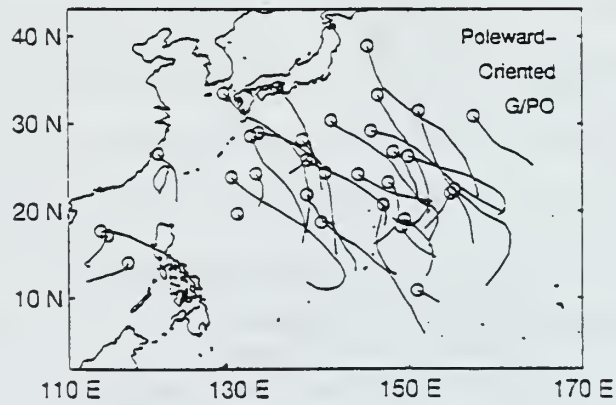 40 N
Poleward–
Oriented
G/PO
30 N
20 N
10 N
110 E
130 E
150 E
170 E